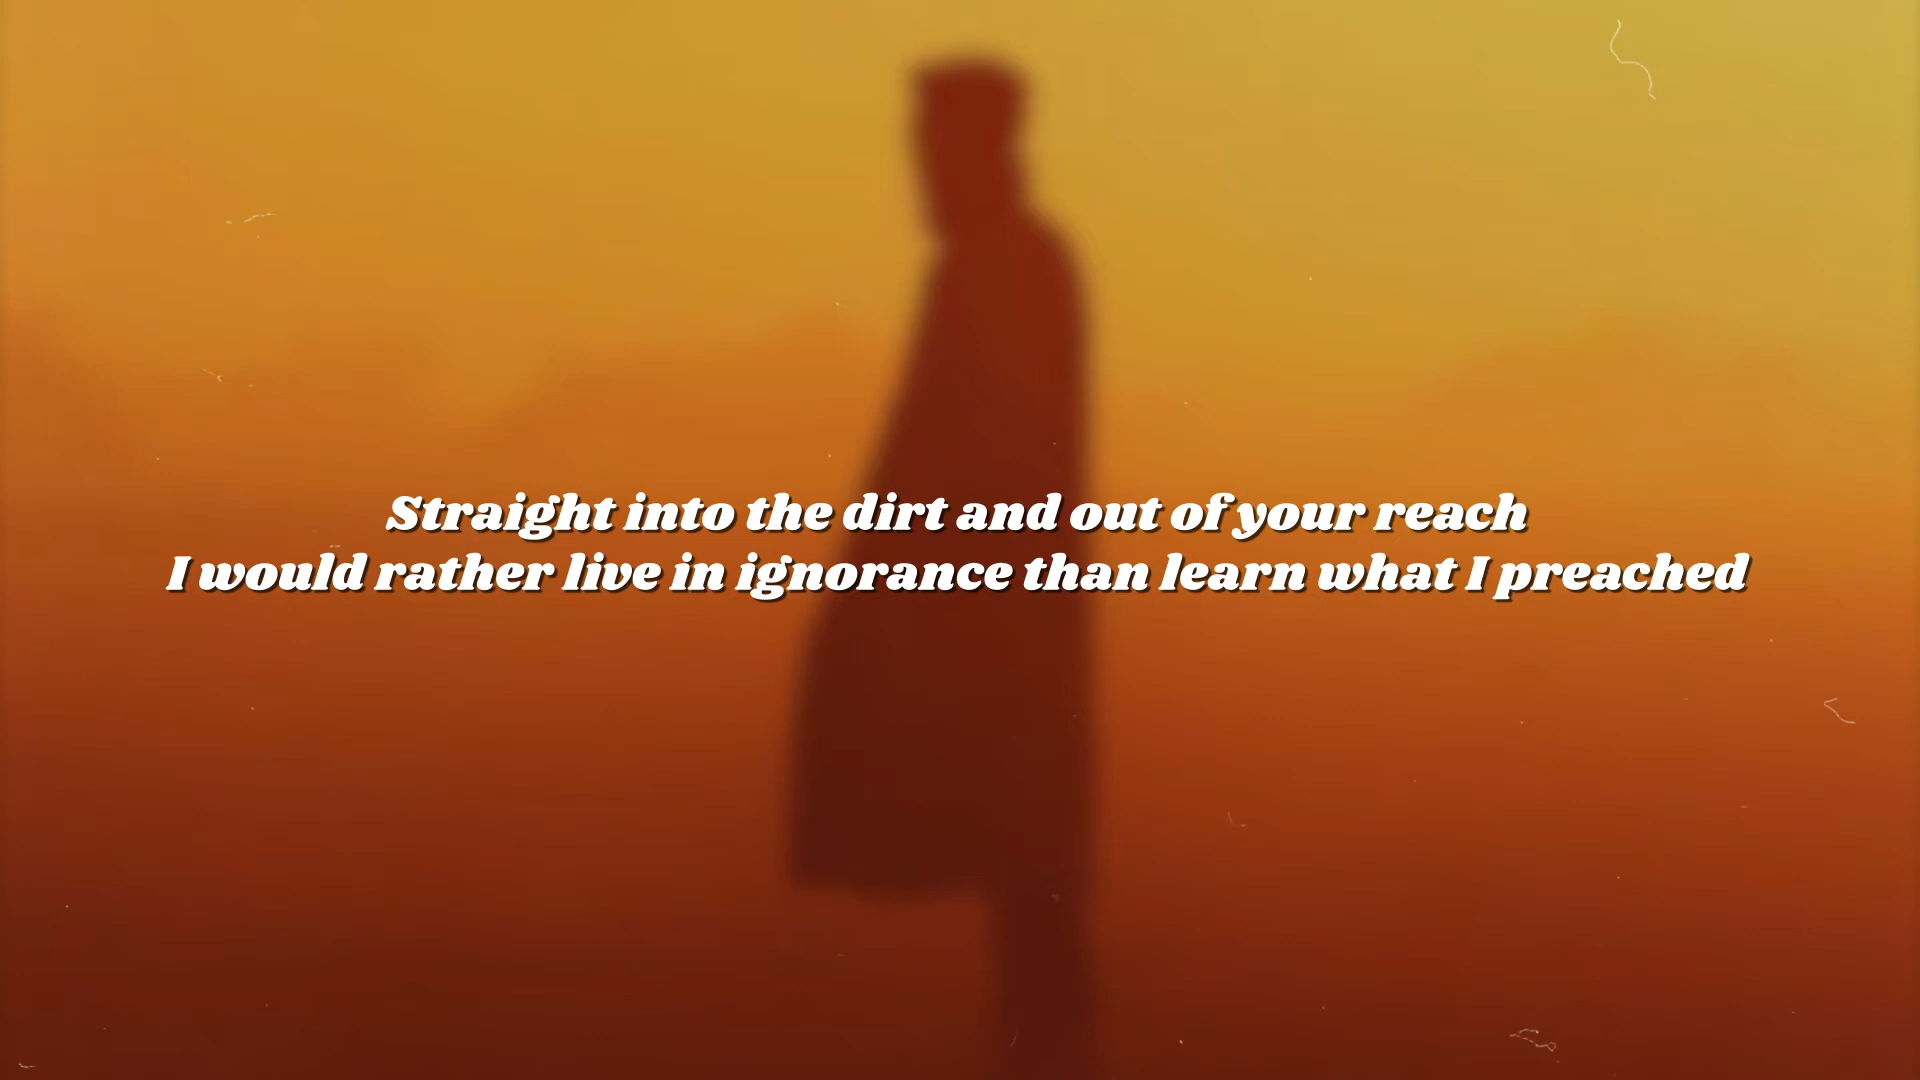 Straight into the dirt and out of your reach
I would rather live in ignorance than learn what I preached